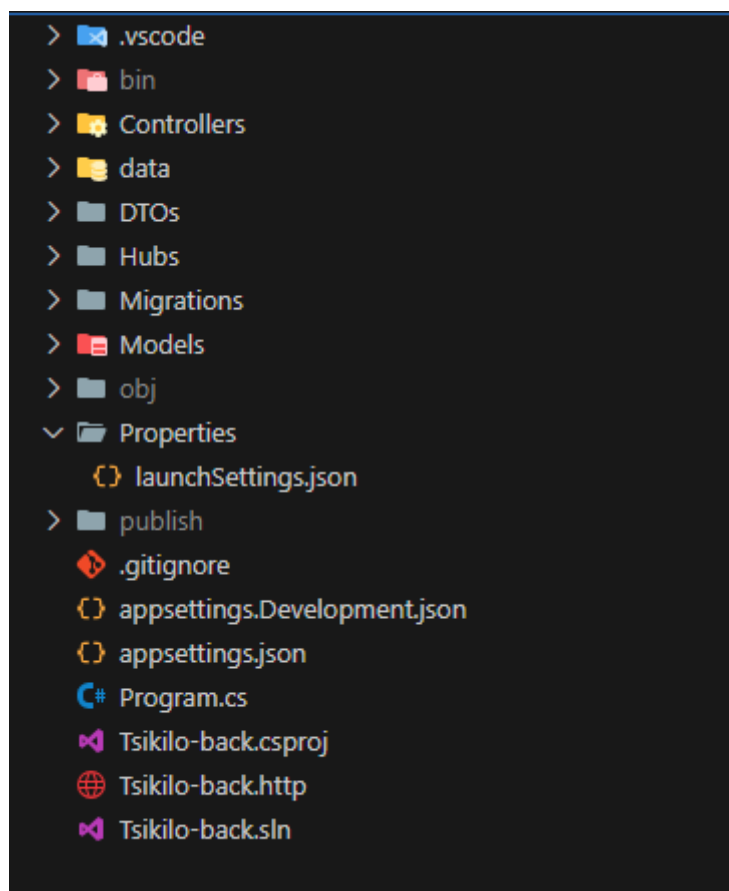 .vscode
bin
Controllers
data
DTOs
Hubs
Migrations
Models
obj
Properties
launchSettings.json
publish
.gitignore
appsettings.Development.json
appsettings.json
Program.cs
Tsikilo-back.csproj
Tsikilo-back.http
Tsikilo-back.sln